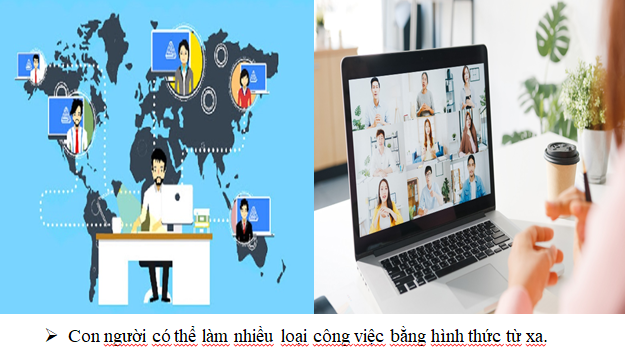 ➢ Con người có thể làm nhiều loại công việc bằng hình thức từ xa.